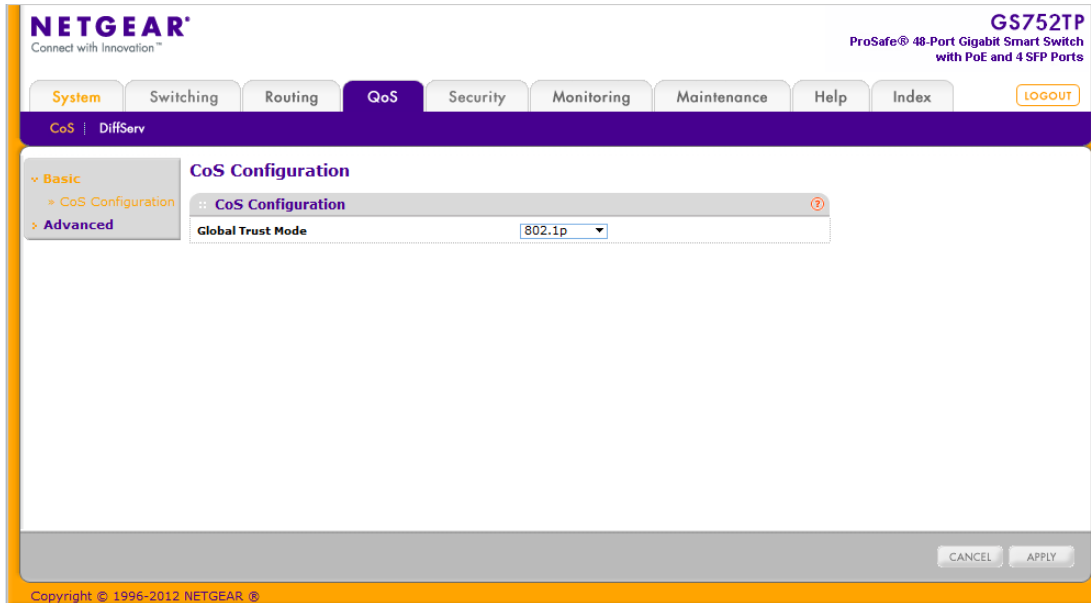 NETGEAR®
Connect with Innovation™
GS752TP
ProSafe® 48-Port Gigabit Smart Switch
with PoE and 4 SFP Ports
System Switching Routing QoS Security Monitoring Maintenance Help Index LOGOUT
CoS | DiffServ
Basic
» CoS Configuration
Advanced
CoS Configuration
CoS Configuration ?
Global Trust Mode 802.1p
CANCEL APPLY
Copyright © 1996-2012 NETGEAR ®